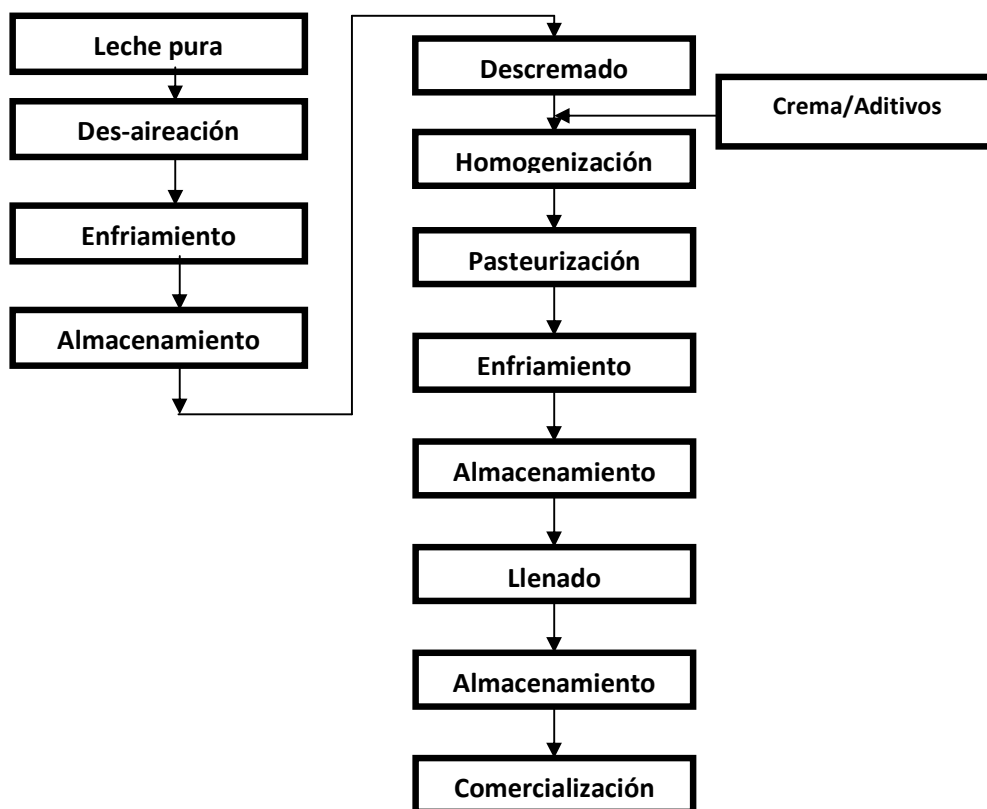 Leche pura
Des-aireación
Enfriamiento
Almacenamiento
Descremado
Crema/Aditivos
Homogenización
Pasteurización
Enfriamiento
Almacenamiento
Llenado
Almacenamiento
Comercialización